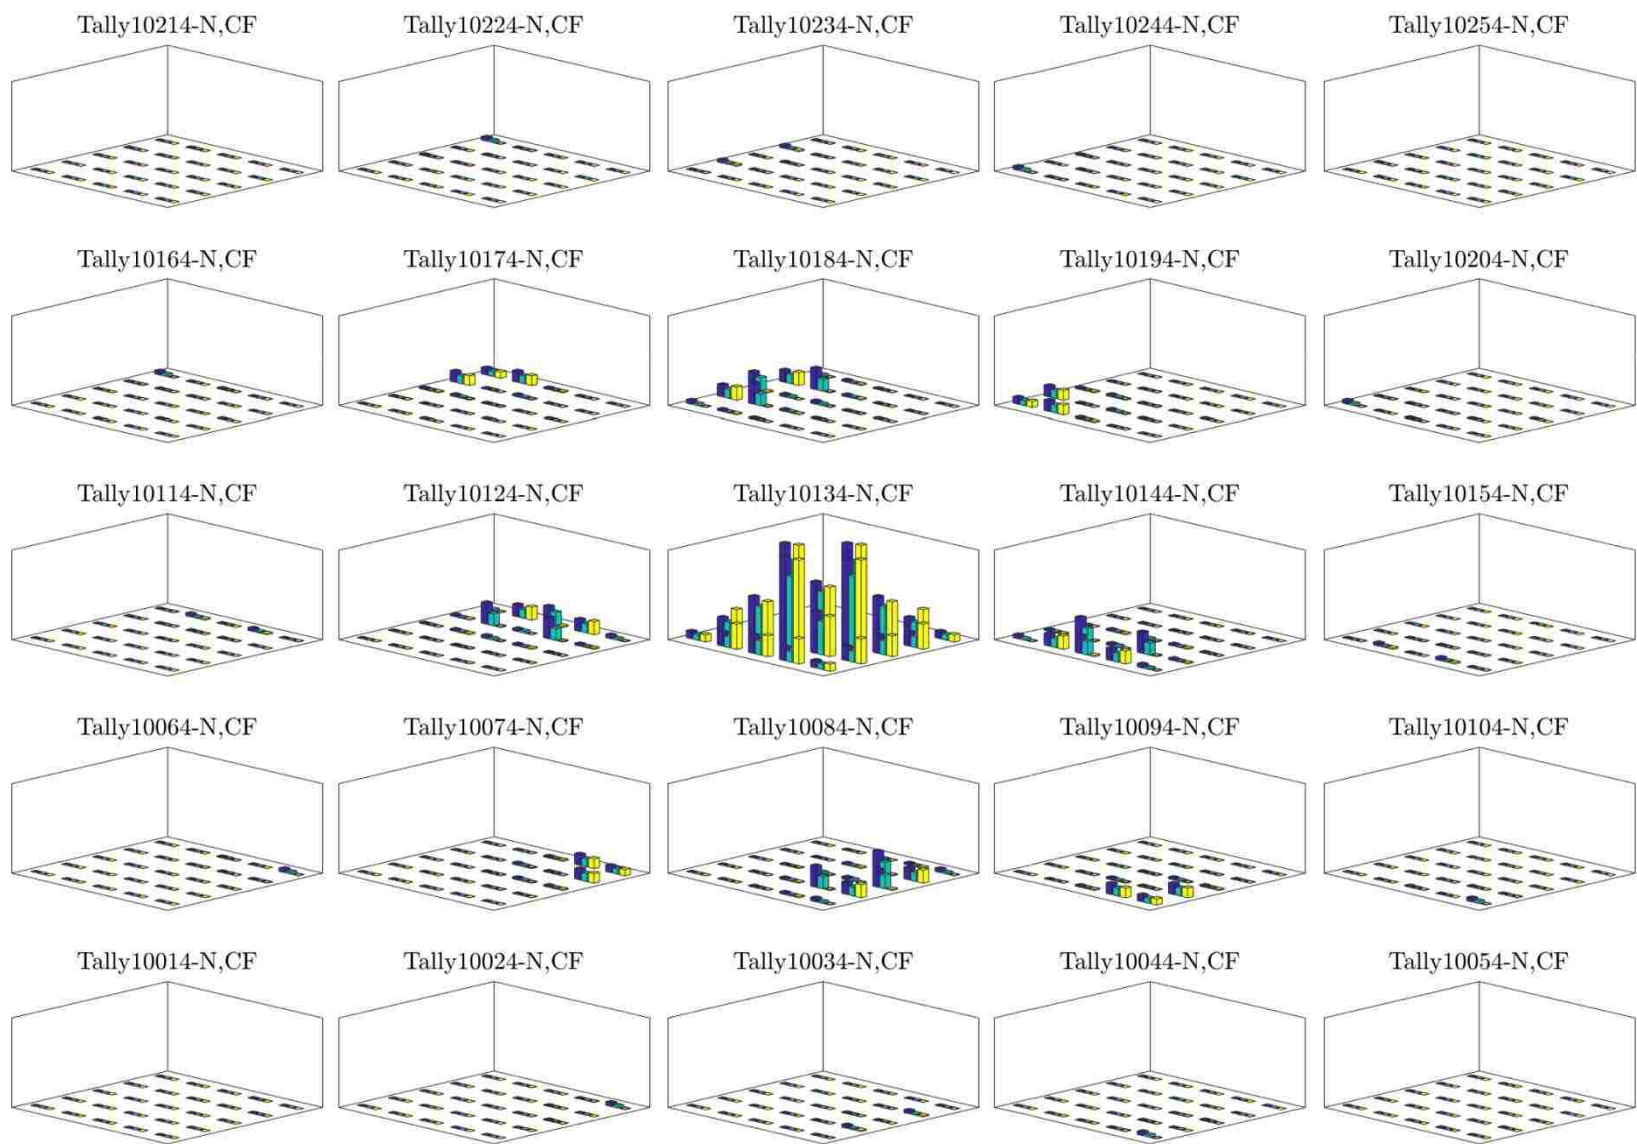 Tally10214-N,CF
Tally10224-N,CF
Tally10234-N,CF
Tally10244-N,CF
Tally10254-N,CF
Tally10164-N,CF
Tally10174-N,CF
Tally10184-N,CF
Tally10194-N,CF
Tally10204-N,CF
Tally10114-N,CF
Tally10124-N,CF
Tally10134-N,CF
Tally10144-N,CF
Tally10154-N,CF
Tally10064-N,CF
Tally10074-N,CF
Tally10084-N,CF
Tally10094-N,CF
Tally10104-N,CF
Tally10014-N,CF
Tally10024-N,CF
Tally10034-N,CF
Tally10044-N,CF
Tally10054-N,CF